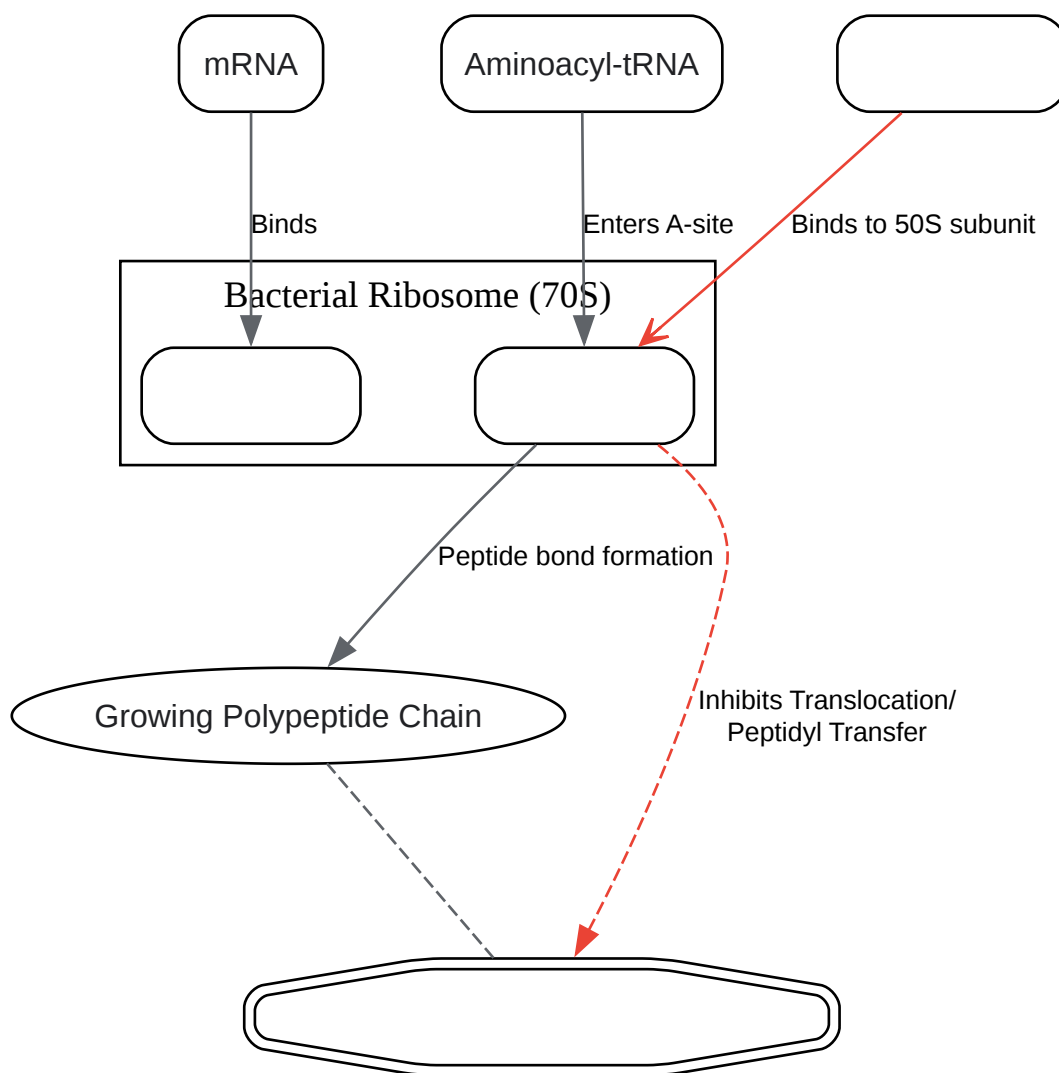 mRNA
Aminoacyl-tRNA
Binds
Enters A-site
Binds to 50S subunit
Bacterial Ribosome (70S)
Peptide bond formation
Growing Polypeptide Chain
Inhibits Translocation/
Peptidyl Transfer